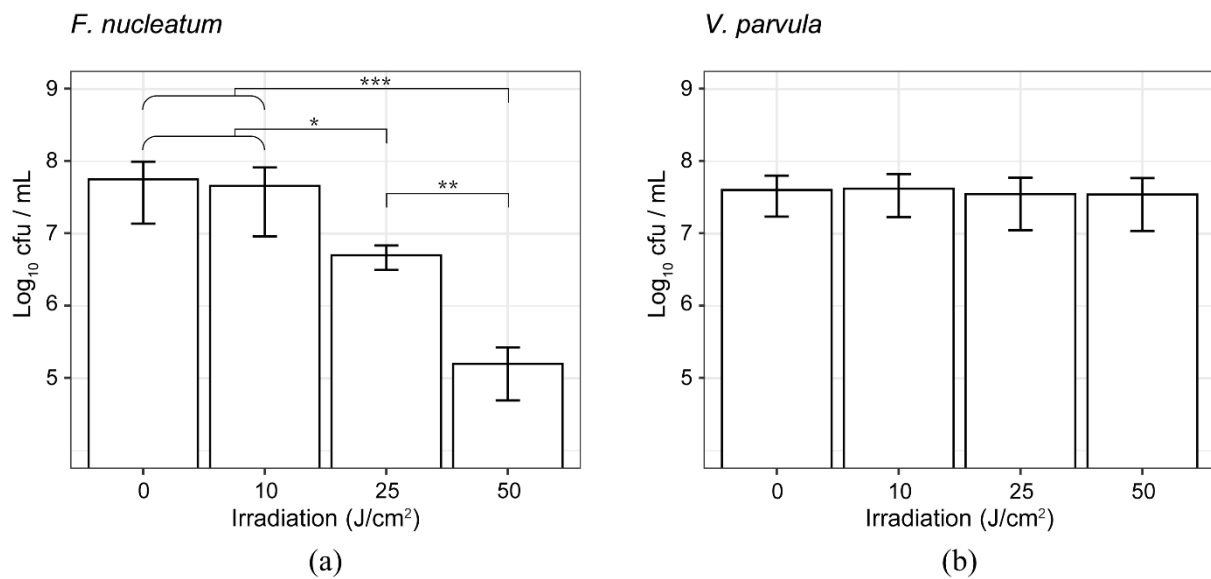 F. nucleatum
9
8
7
6
5
Log₁₀ cfu / mL
***
*
**
0 10 25 50
Irradiation (J/cm²)
(a)
V. parvula
9
8
7
6
5
Log₁₀ cfu / mL
0 10 25 50
Irradiation (J/cm²)
(b)